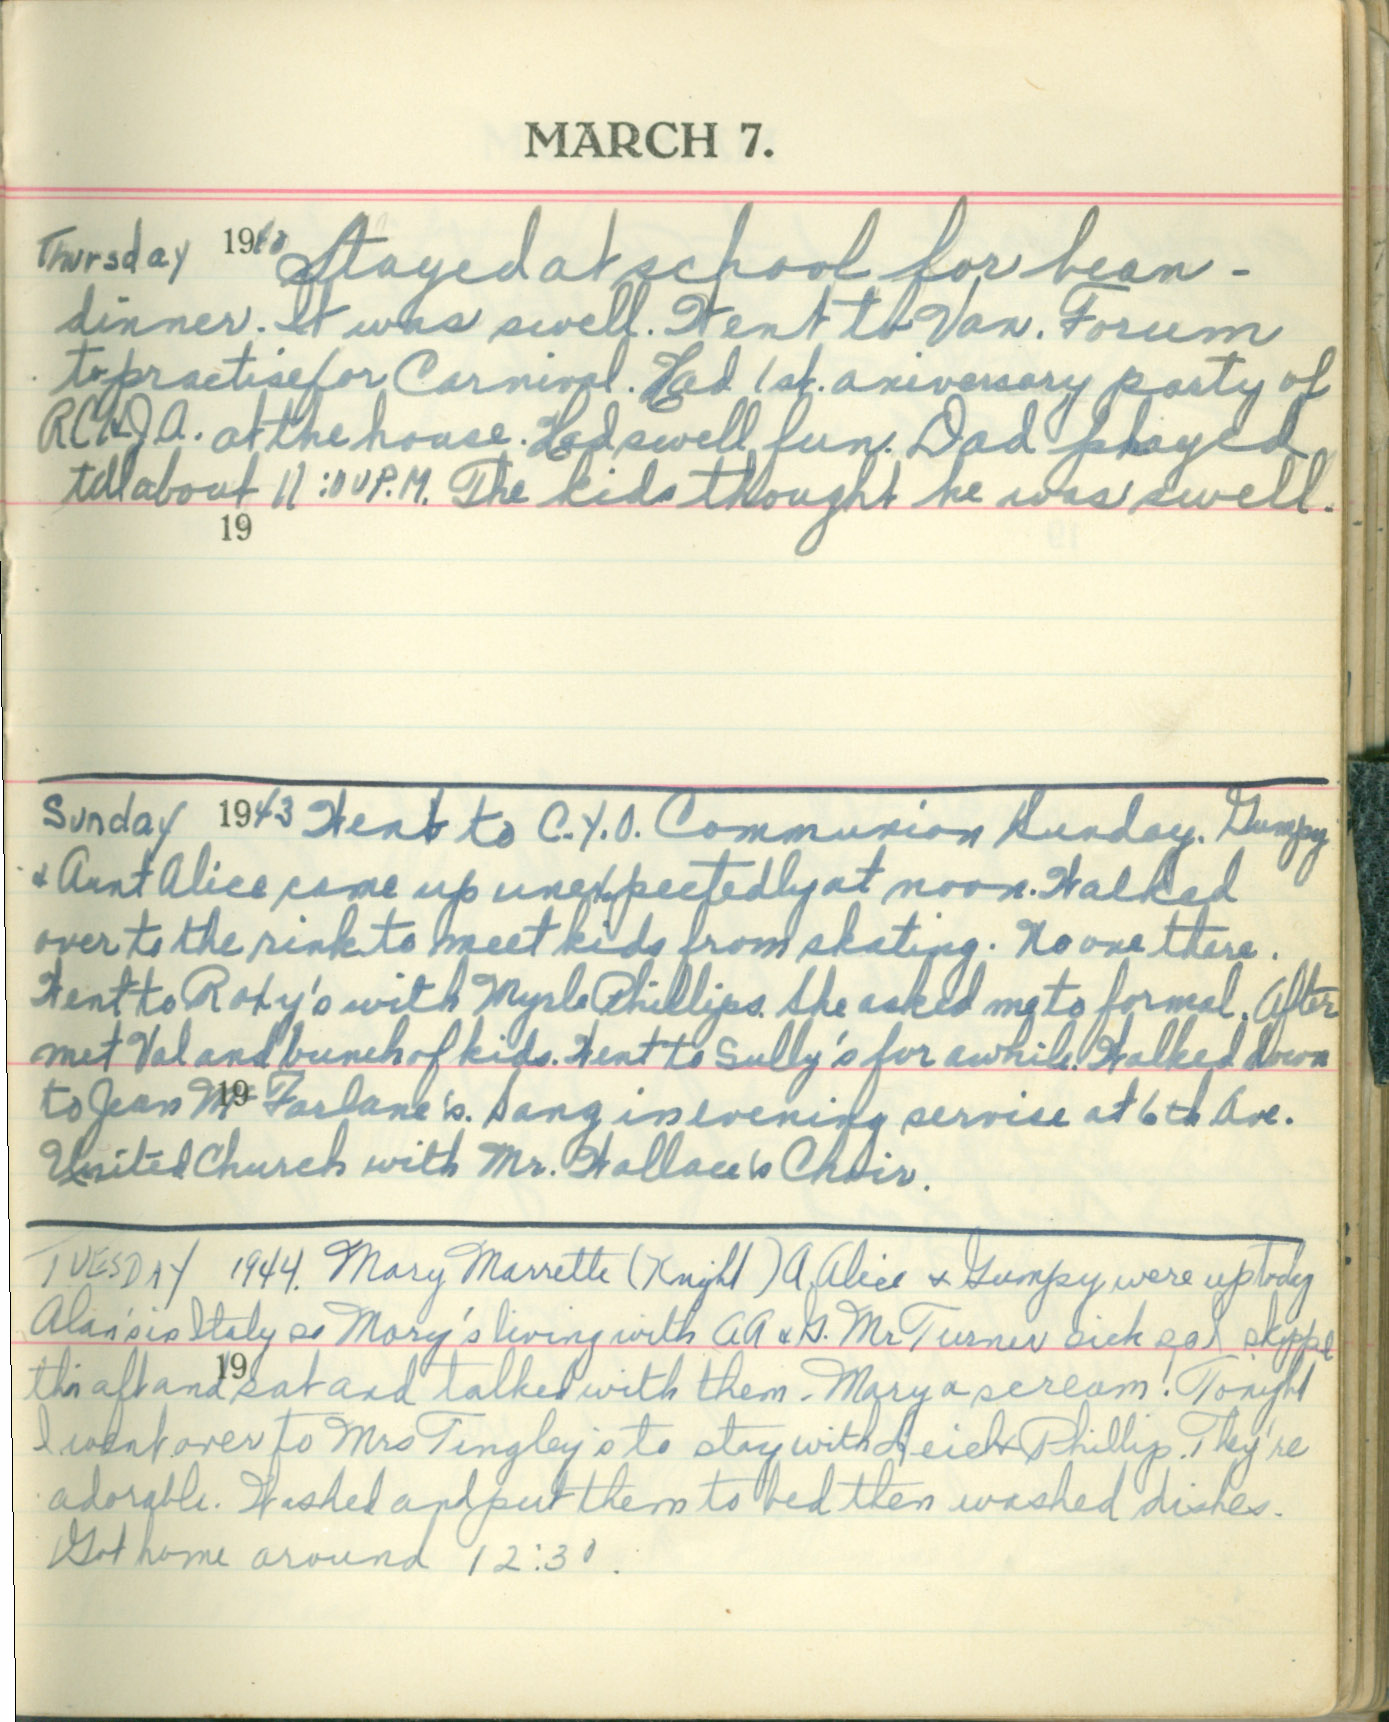 MARCH 7.
Thursday 1940 Stayed at school for bean-
dinner. It was swell. Went to Van. Forum
to practise for Carnival. Had 1st. aniversary party of
at the house. Had swell fun. Dad played
till about 11:00 P.M. The kids thought he was swell.
19
Sunday 1943 Went to C.Y.O. Communion Sunday. Gumpy
& Aunt Alice came up unexpectedly at noon. Walked
over to the rink to meet kids from skating. No one there.
Went to Roxy's with Myrle Phillips. She asked me to formal. After
met Val and bunch of kids. Went to Sully's for awhile. Walked down
to Jean Mc Farlane's. Sang in evening servise at 6th Ave.
19
United Church with Mr. Wallace's Choir.
TUESDAY 1944. Mary Marrette (Knight) A. Alice & Gumpy were up today
Alan's in Italy so Mary's living with AA & G. Mr Turner sick so I
19
this aft and sat and talked with them. Mary a scream! Tonight
I went over to Mrs Tingley's to stay with & Phillip. They're
adorable. Washed and put them to bed then washed dishes.
Got home around 12:30.